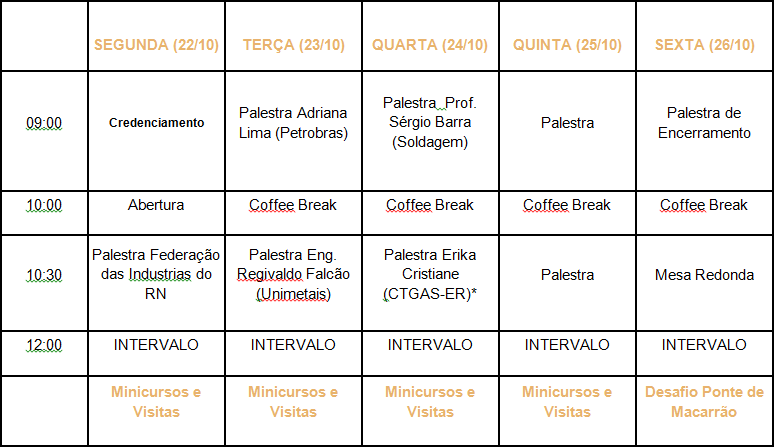 SEGUNDA (22/10) TERÇA (23/10) QUARTA (24/10) QUINTA (25/10) SEXTA (26/10)
09:00
Credenciamento
Palestra Adriana
Lima (Petrobras)
Palestra Prof.
Sérgio Barra
(Soldagem)
Palestra
Palestra de
Encerramento
10:00 Abertura Coffee Break Coffee Break Coffee Break Coffee Break
10:30
Palestra Federação
das Industrias do
RN
Palestra Eng.
Regivaldo Falcão
(Unimetais)
Palestra Erika
Cristiane
(CTGAS-ER)*
Palestra
Mesa Redonda
12:00 INTERVALO INTERVALO INTERVALO INTERVALO INTERVALO
Minicursos e
Visitas
Minicursos e
Visitas
Minicursos e
Visitas
Minicursos e
Visitas
Desafio Ponte de
Macarrão